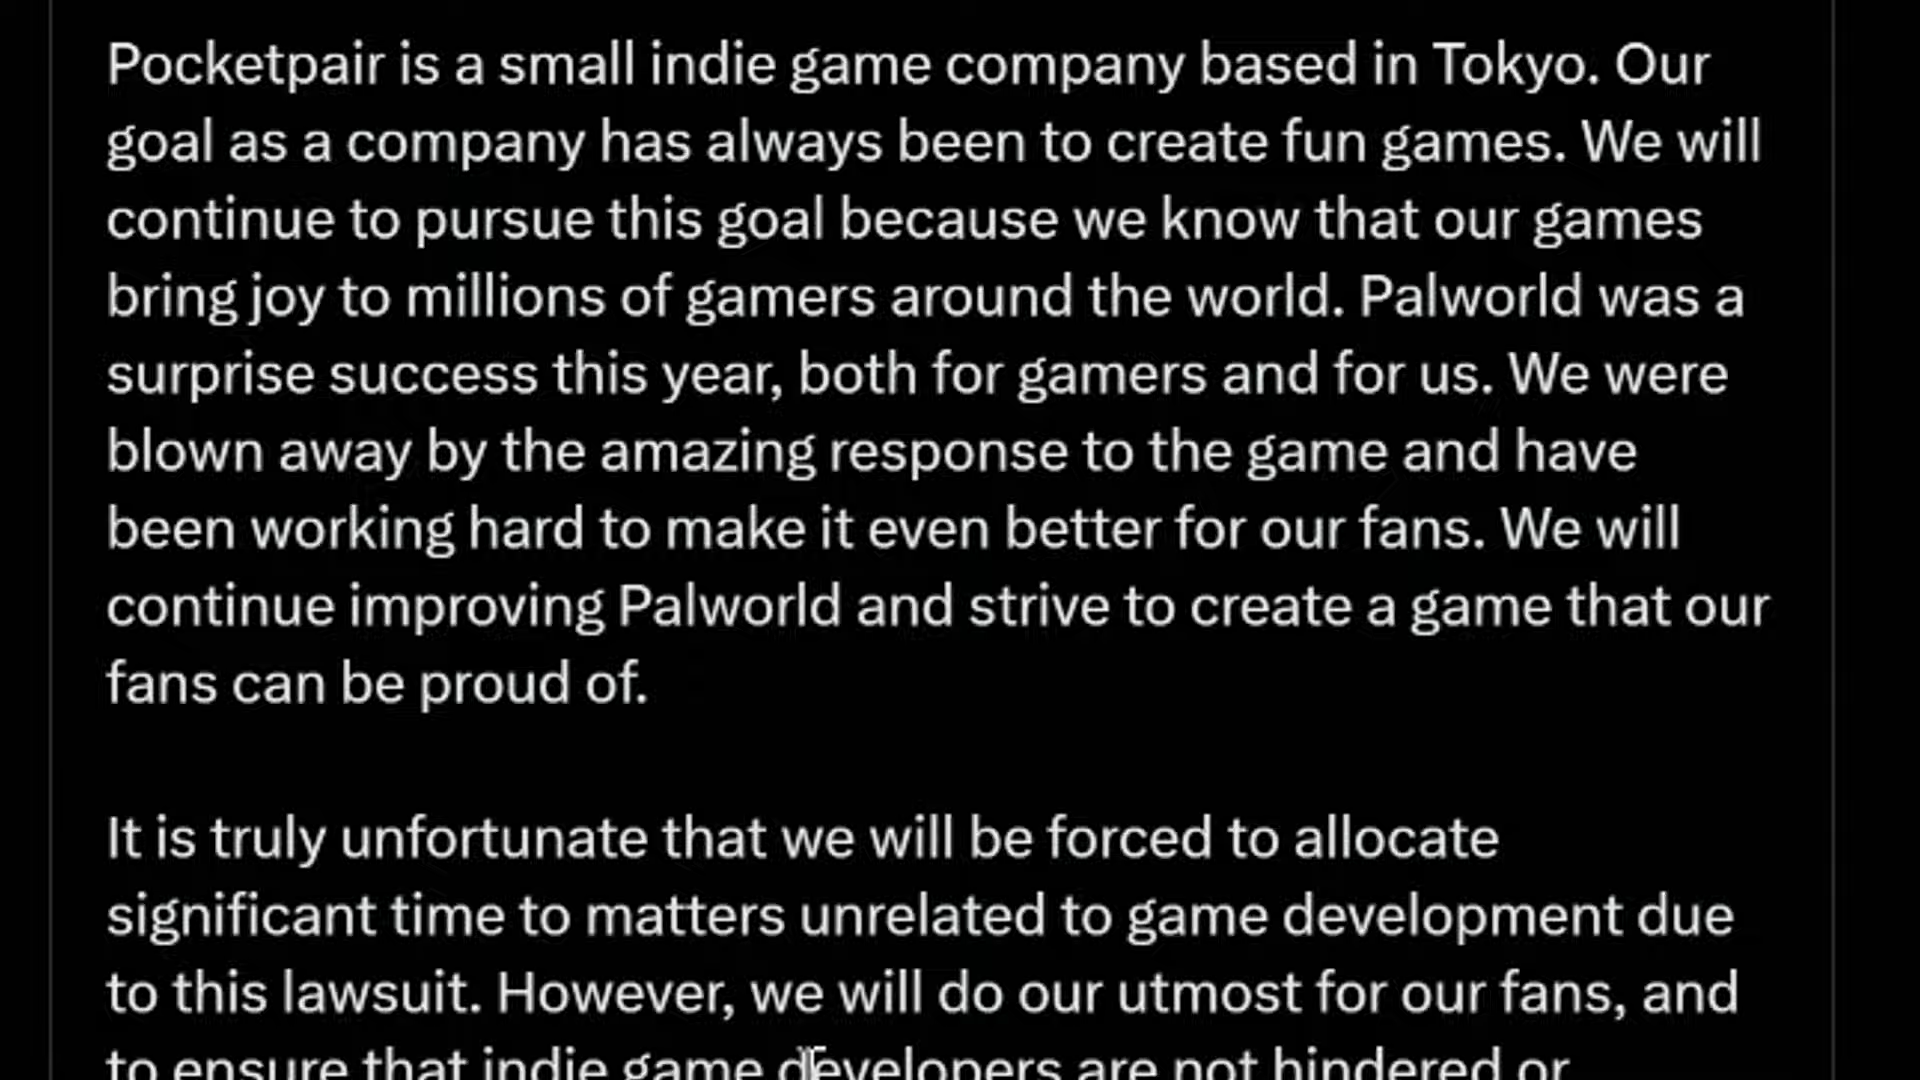 Pocketpair is a small indie game company based in Tokyo. Our
goal as a company has always been to create fun games. We will
continue to pursue this goal because we know that our games
bring joy to millions of gamers around the world. Palworld was a
surprise success this year, both for gamers and for us. We were
blown away by the amazing response to the game and have
been working hard to make it even better for our fans. We will
continue improving Palworld and strive to create a game that our
fans can be proud of.
It is truly unfortunate that we will be forced to allocate
significant time to matters unrelated to game development due
to this lawsuit. However, we will do our utmost for our fans, and
to ensure that indie game developers are not hindered or